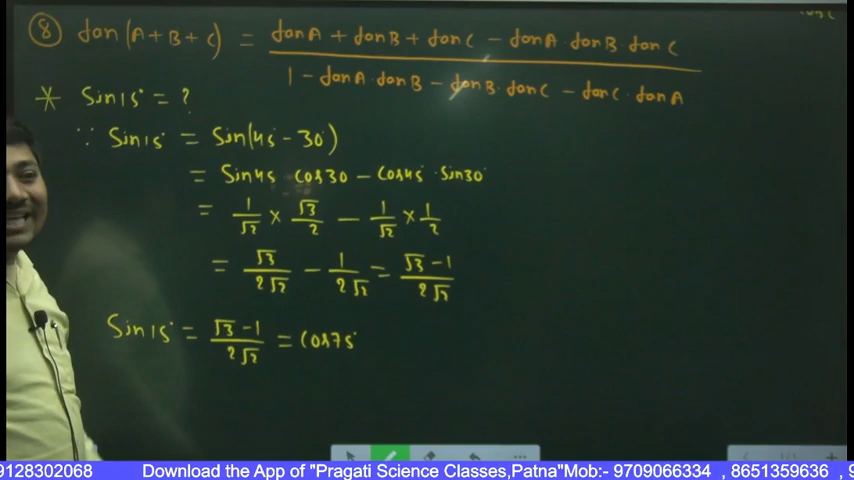 ⑧ tan(A+B+C) = tanA + tanB + tanC - tanA · tanB · tanC / 1 - tanA · tanB - tanB · tanC - tanC · tanA
* Sin15° = ?
∵ Sin15° = Sin(45 - 30°)
= Sin45 cos30 - cos45 · Sin30°
= 1/√2 × √3/2 - 1/√2 × 1/2
= √3/2√2 - 1/2√2 = √3-1/2√2
Sin15° = √3-1/2√2 = cos75°
9128302068 Download the App of "Pragati Science Classes,Patna"Mob:- 9709066334 , 8651359636 , 9